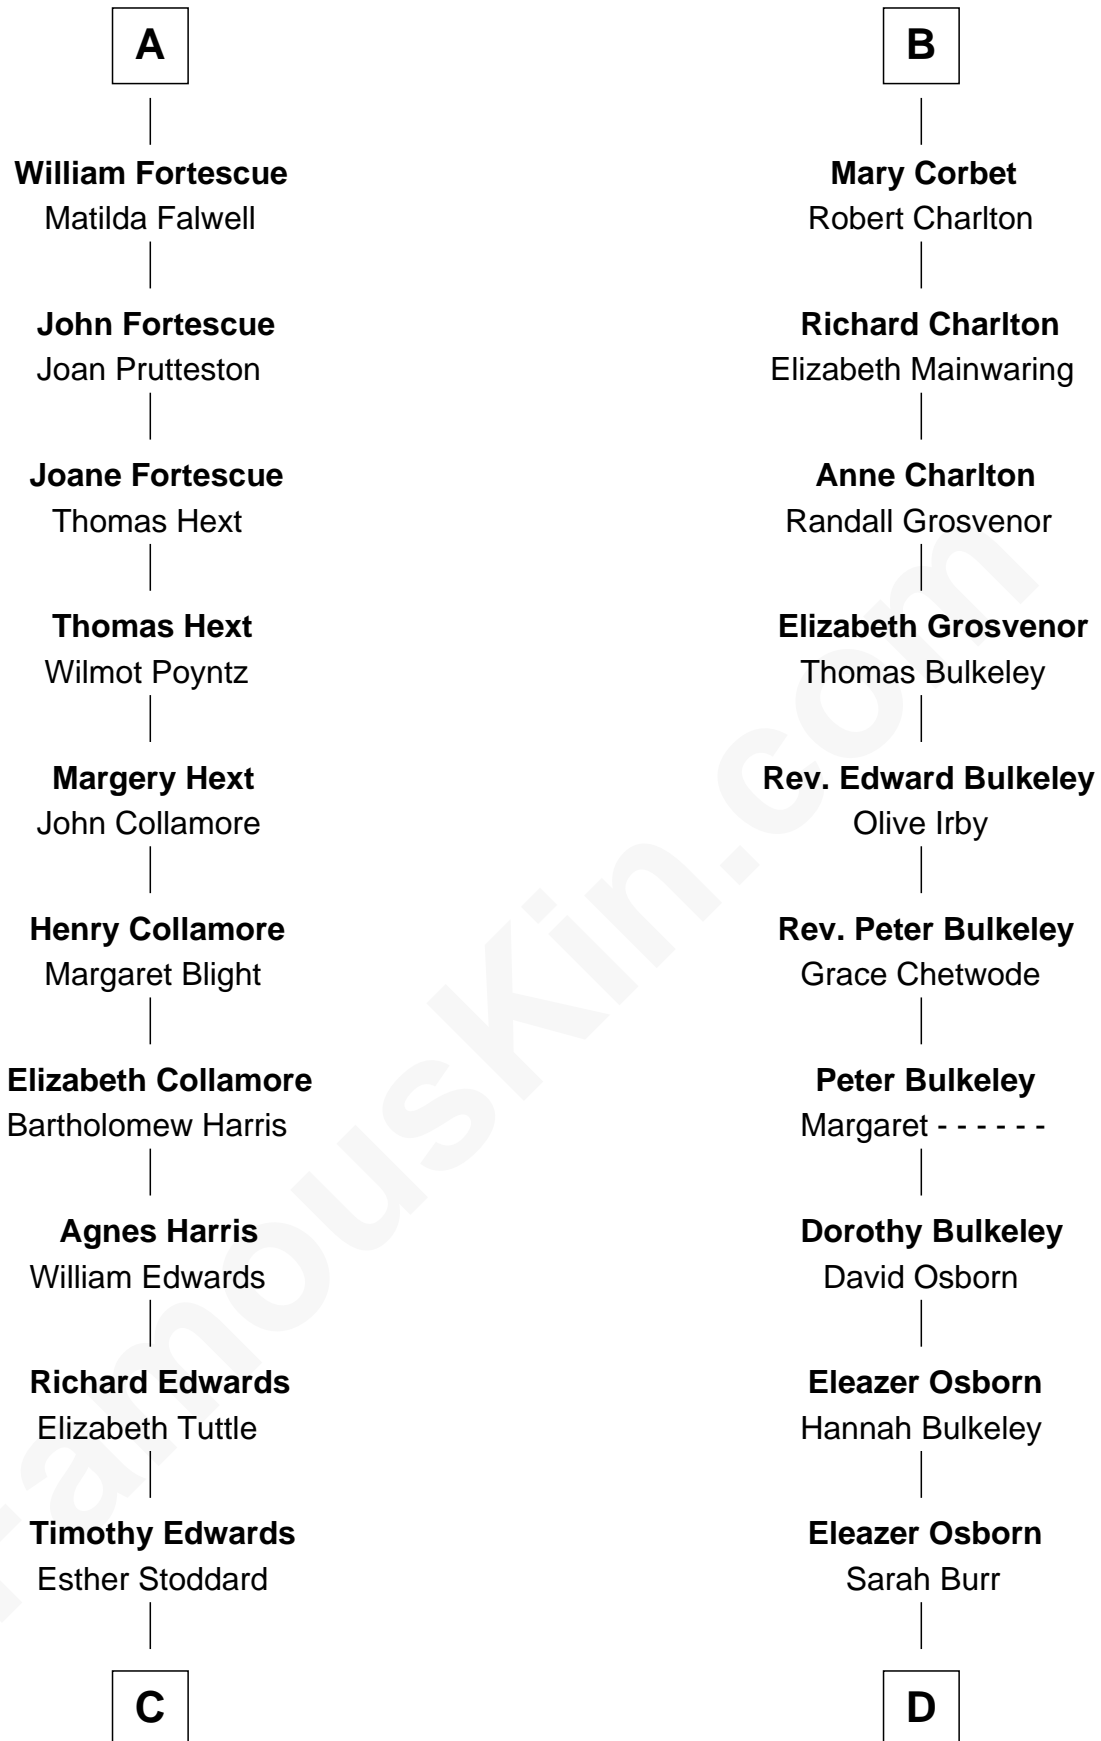 A
William Fortescue
Matilda Falwell
John Fortescue
Joan Prutteston
Joane Fortescue
Thomas Hext
Thomas Hext
Wilmot Poyntz
Margery Hext
John Collamore
Henry Collamore
Margaret Blight
Elizabeth Collamore
Bartholomew Harris
Agnes Harris
William Edwards
Richard Edwards
Elizabeth Tuttle
Timothy Edwards
Esther Stoddard
C
B
Mary Corbet
Robert Charlton
Richard Charlton
Elizabeth Mainwaring
Anne Charlton
Randall Grosvenor
Elizabeth Grosvenor
Thomas Bulkeley
Rev. Edward Bulkeley
Olive Irby
Rev. Peter Bulkeley
Grace Chetwode
Peter Bulkeley
Margaret - - - - - -
Dorothy Bulkeley
David Osborn
Eleazer Osborn
Hannah Bulkeley
Eleazer Osborn
Sarah Burr
D
FamousKin.com